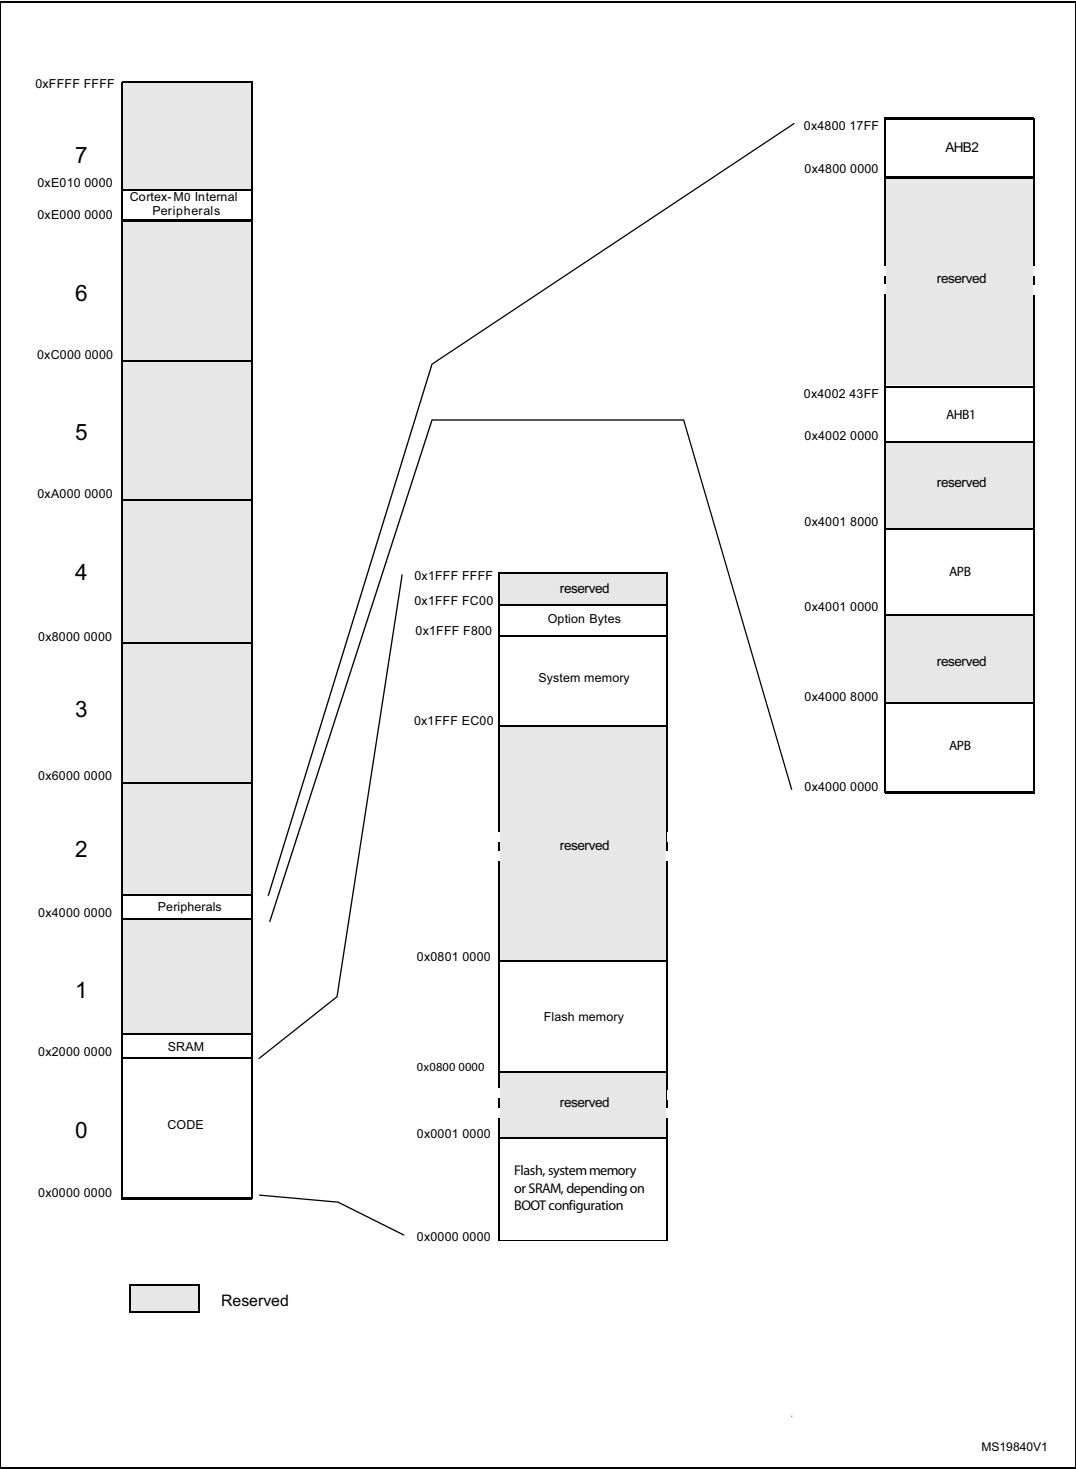 0xFFFF FFFF
7
0xE010 0000
Cortex-M0 Internal
Peripherals
0xE000 0000
6
0xC000 0000
5
0xA000 0000
4
0x8000 0000
3
0x6000 0000
2
Peripherals
0x4000 0000
1
SRAM
0x2000 0000
CODE
0
0x0000 0000
Reserved
0x1FFF FFFF
reserved
0x1FFF FC00
Option Bytes
0x1FFF F800
System memory
0x1FFF EC00
reserved
0x0801 0000
Flash memory
0x0800 0000
reserved
0x0001 0000
Flash, system memory
or SRAM, depending on
BOOT configuration
0x0000 0000
0x4800 17FF
AHB2
0x4800 0000
reserved
0x4002 43FF
AHB1
0x4002 0000
reserved
0x4001 8000
APB
0x4001 0000
reserved
0x4000 8000
APB
0x4000 0000
MS19840V1